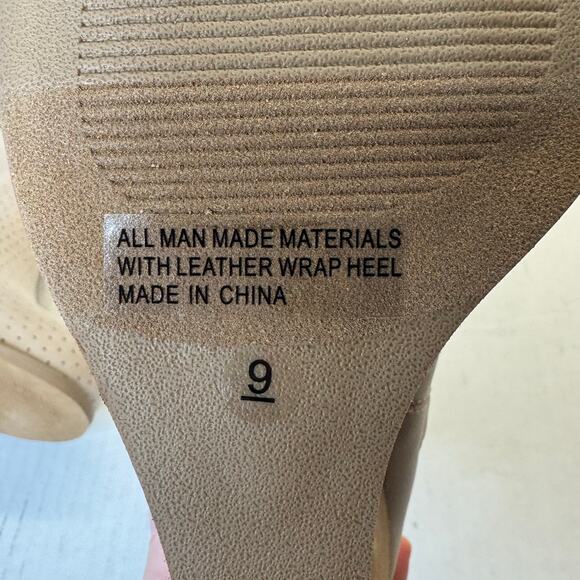 ALL MAN MADE MATERIALS
WITH LEATHER WRAP HEEL
MADE IN CHINA
9